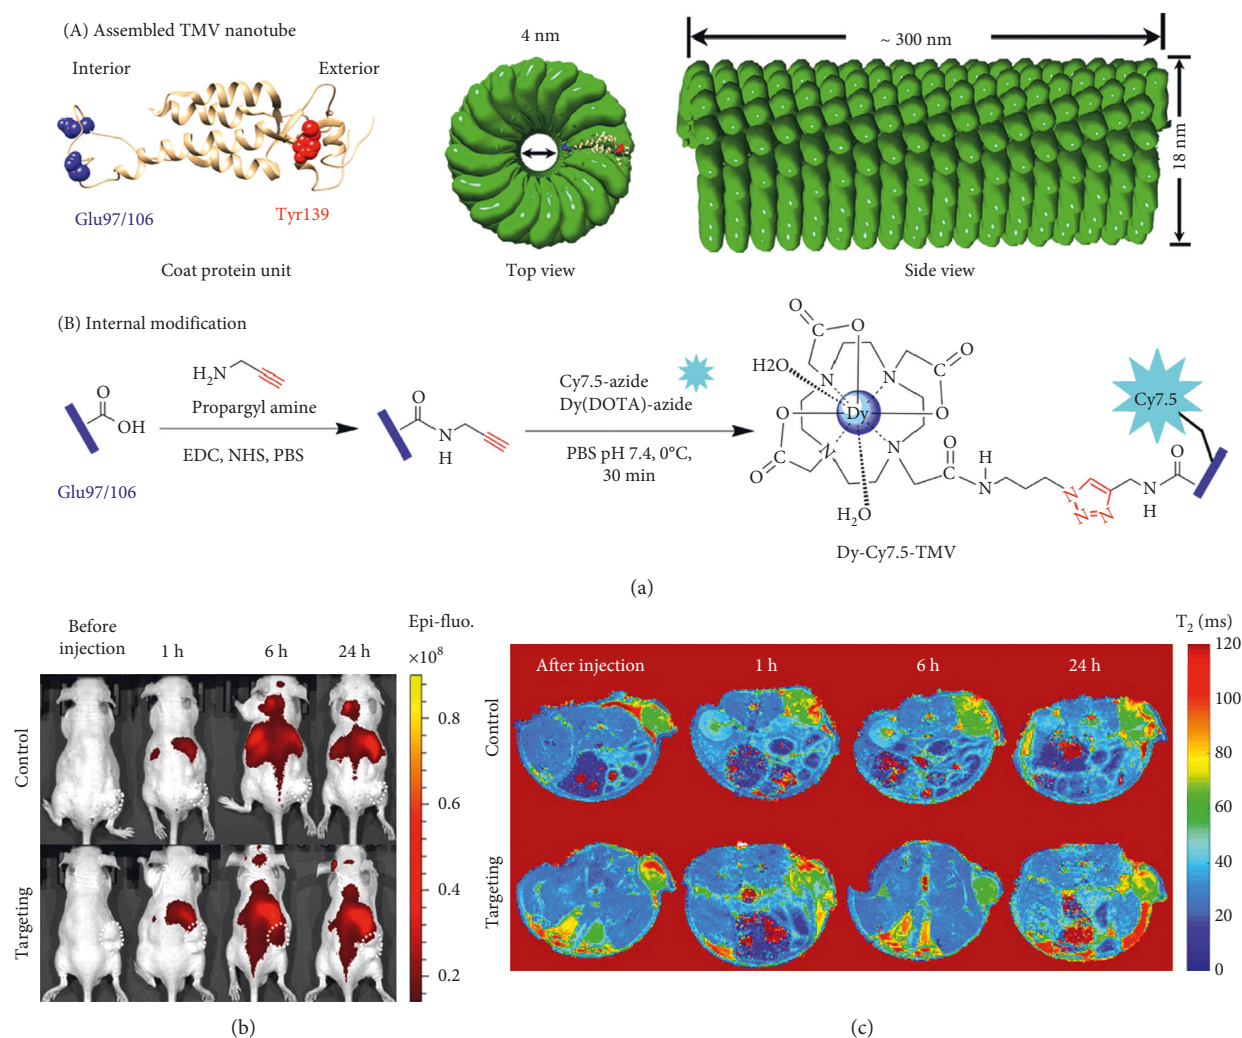 (A) Assembled TMV nanotube
Interior
Exterior
Glu97/106
Tyr139
Coat protein unit
4 nm
Top view
~ 300 nm
18 nm
Side view
(B) Internal modification
O
OH
Glu97/106
H₂N
Propargyl amine
EDC, NHS, PBS
O
N
H
Cy7.5-azide
Dy(DOTA)-azide
PBS pH 7.4, 0°C,
30 min
O
O
O
H2O
N
N
O
Dy
O
O
O
N
N
H₂O
O
H
N
N
N=N
O
N
H
Cy7.5
Dy-Cy7.5-TMV
(a)
Before
injection
1 h
6 h
24 h
Epi-fluo.
×10⁸
0.8
0.6
0.4
0.2
Control
Targeting
(b)
After injection
1 h
6 h
24 h
T₂ (ms)
120
100
80
60
40
20
0
Control
Targeting
(c)